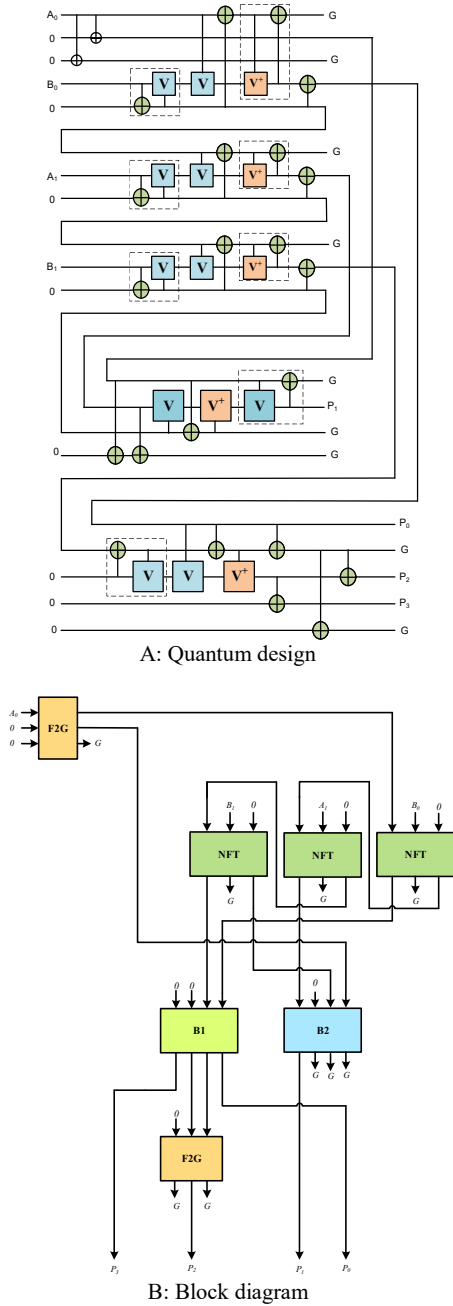 A₀ G
0
0 G
B₀ V V V⁺
0
G
A₁ V V V⁺
0
G
B₁ V V V⁺
0
G
V V⁺ V P₁
G
0 G
P₀
G
0 V V V⁺ P₂
0 P₃
0 G
A: Quantum design
A₀
0 F2G
0 G
B₁ 0 A₁ 0 B₀ 0
NFT NFT NFT
G G G
0 0 0
B1 B2
G G G
0
F2G
G G
P₃ P₂ P₁ P₀
B: Block diagram